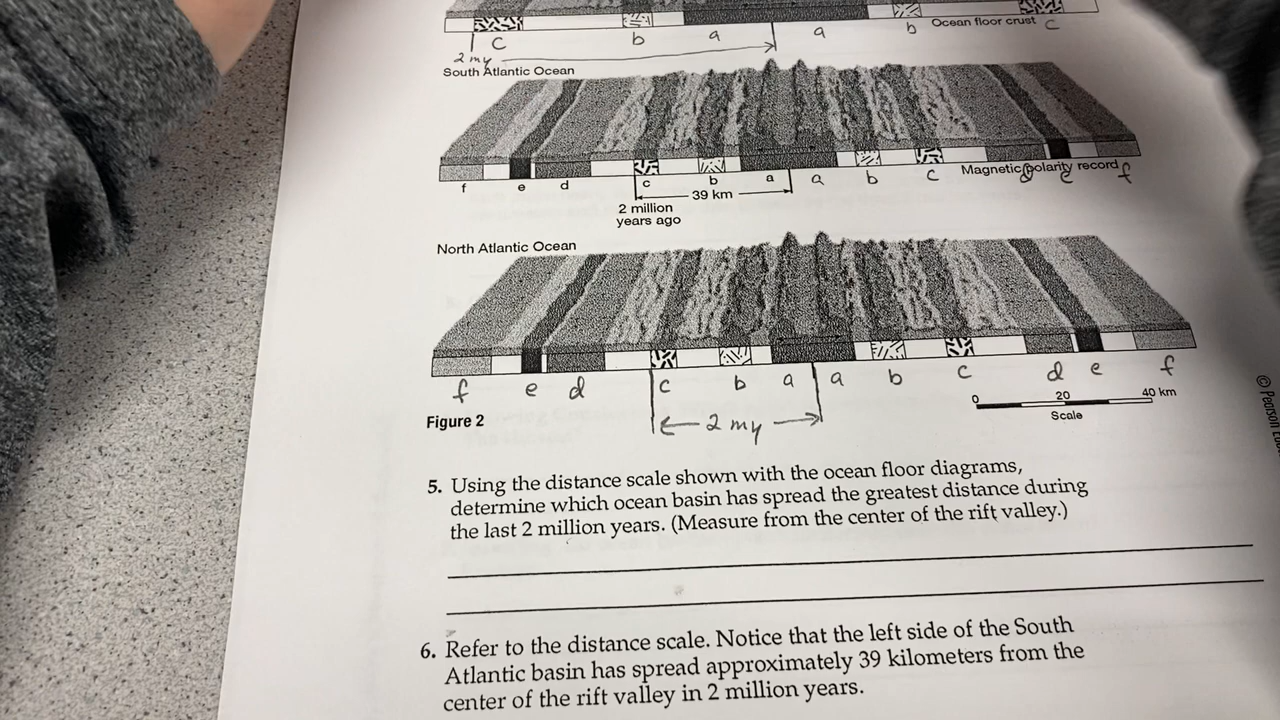 c b a a b Ocean floor crust c
2 my
South Atlantic Ocean
f e d c b a a b c Magnetic polarity record d e f
39 km
2 million
years ago
North Atlantic Ocean
f e d c b a a b c d e f
0 20 40 km
Scale
Figure 2
2 my
5. Using the distance scale shown with the ocean floor diagrams,
determine which ocean basin has spread the greatest distance during
the last 2 million years. (Measure from the center of the rift valley.)
6. Refer to the distance scale. Notice that the left side of the South
Atlantic basin has spread approximately 39 kilometers from the
center of the rift valley in 2 million years.
© Pearson